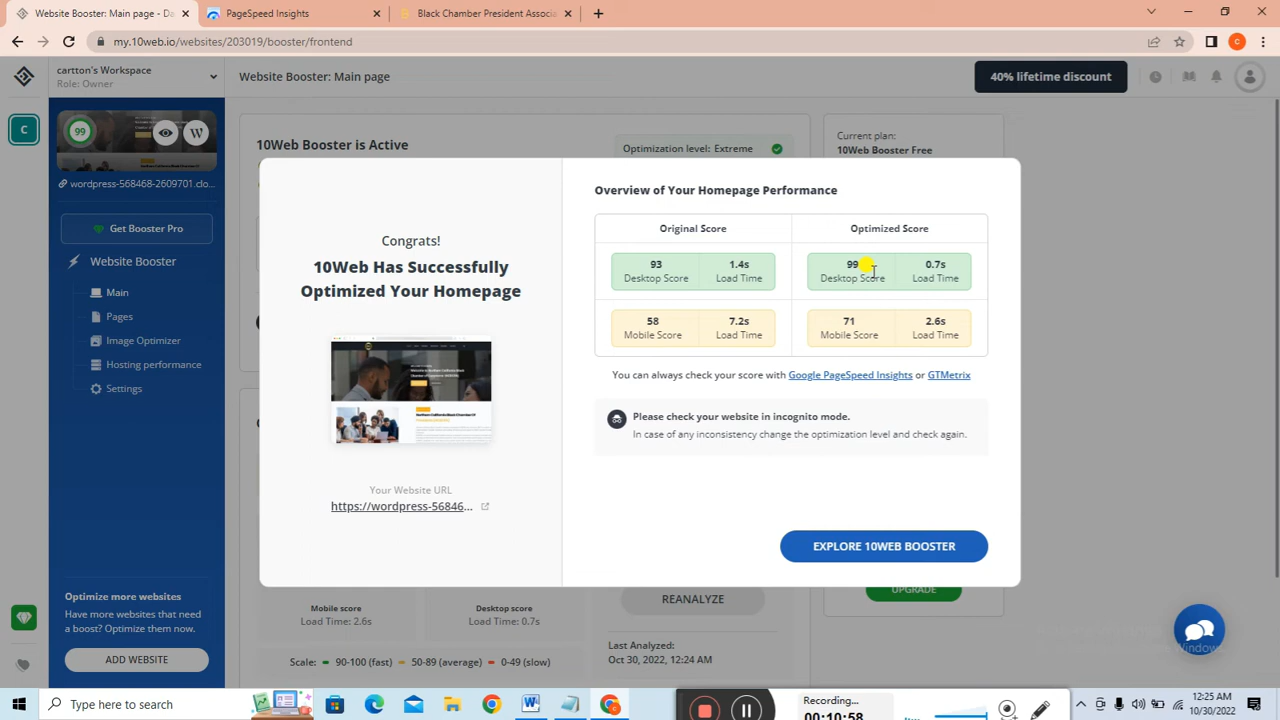 Website Booster: Main page - Da
PageSpeed Insights
Black Chamber President Associa
my.10web.io/websites/203019/booster/frontend
cartton's Workspace
Role: Owner
Website Booster: Main page
40% lifetime discount
C
99
W
wordpress-568468-2609701.clo...
Get Booster Pro
Website Booster
Main
Pages
Image Optimizer
Hosting performance
Settings
Optimize more websites
Have more websites that need
a boost? Optimize them now.
ADD WEBSITE
10Web Booster is Active
Optimization level: Extreme
Current plan:
10Web Booster Free
Congrats!
10Web Has Successfully
Optimized Your Homepage
Your Website URL
https://wordpress-56846...
Overview of Your Homepage Performance
Original Score
Optimized Score
93
1.4s
99
0.7s
Desktop Score
Load Time
Desktop Score
Load Time
58
7.2s
71
2.6s
Mobile Score
Load Time
Mobile Score
Load Time
You can always check your score with Google PageSpeed Insights or GTMetrix
Please check your website in incognito mode.
In case of any inconsistency change the optimization level and check again.
EXPLORE 10WEB BOOSTER
UPGRADE
Mobile score
Load Time: 2.6s
Desktop score
Load Time: 0.7s
REANALYZE
Scale:
90-100 (fast)
50-89 (average)
0-49 (slow)
Last Analyzed:
Oct 30, 2022, 12:24 AM
Type here to search
Recording...
00:10:58
12:25 AM
10/30/2022